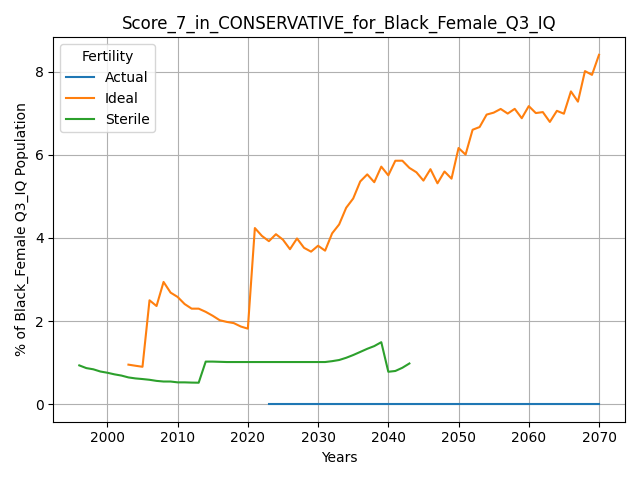 Score_7_in_CONSERVATIVE_for_Black_Female_Q3_IQ
Fertility
Actual
Ideal
Sterile
% of Black_Female Q3_IQ Population
8
6
4
2
0
2000 2010 2020 2030 2040 2050 2060 2070
Years